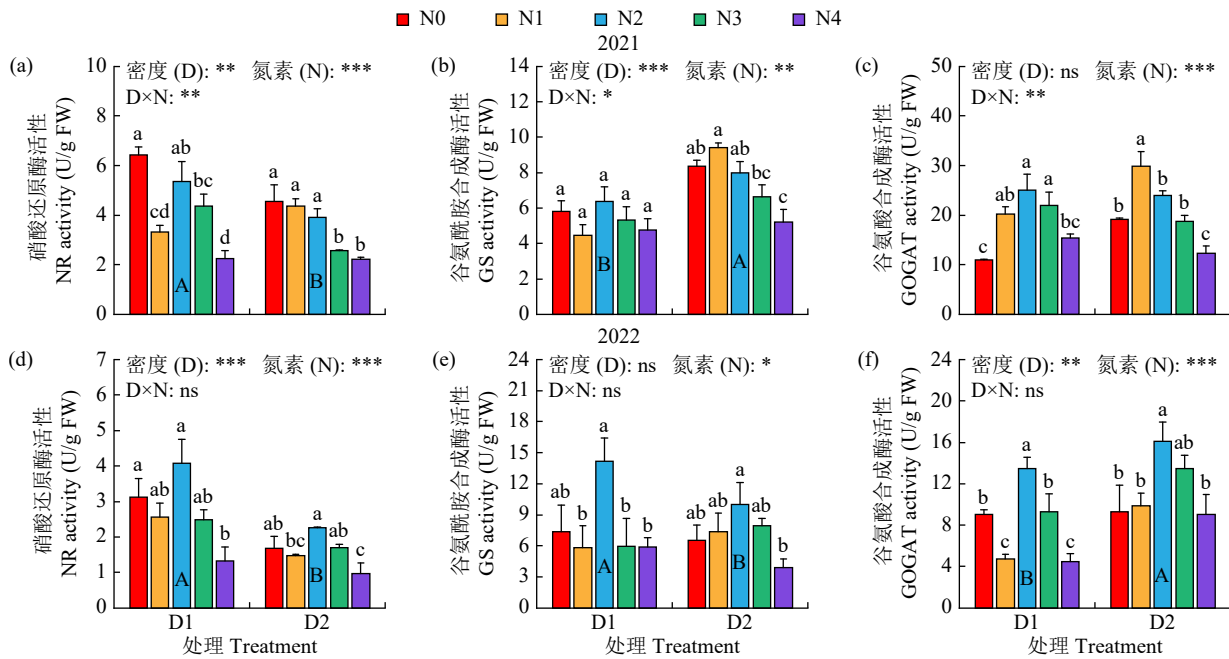 N0 N1 N2 N3 N4
2021
(a)
密度 (D): ** 氮素 (N): ***
D×N: **
硝酸还原酶活性
NR activity (U/g FW)
10
8
6
4
2
0
a cd ab bc d a a a b b
A B
(b)
密度 (D): *** 氮素 (N): **
D×N: *
谷氨酰胺合成酶活性
GS activity (U/g FW)
14
12
10
8
6
4
2
0
a a a a a ab a ab bc c
B A
(c)
密度 (D): ns 氮素 (N): ***
D×N: **
谷氨酸合成酶活性
GOGAT activity (U/g FW)
50
40
30
20
10
0
c ab a a bc b a b b c
2022
(d)
密度 (D): *** 氮素 (N): ***
D×N: ns
硝酸还原酶活性
NR activity (U/g FW)
7
6
5
4
3
2
1
0
a ab a ab b ab bc a ab c
A B
D1 D2
处理 Treatment
(e)
密度 (D): ns 氮素 (N): *
D×N: ns
谷氨酰胺合成酶活性
GS activity (U/g FW)
24
21
18
15
12
9
6
3
0
ab b a b b ab ab a ab b
A B
D1 D2
处理 Treatment
(f)
密度 (D): ** 氮素 (N): ***
D×N: ns
谷氨酸合成酶活性
GOGAT activity (U/g FW)
24
20
16
12
8
4
0
b c a b c b b a ab b
B A
D1 D2
处理 Treatment